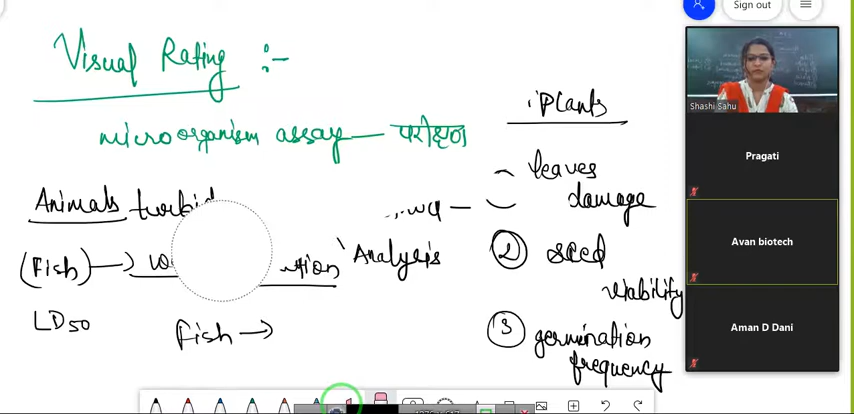 Sign out
Visual Rating :-
microorganism assay — परीक्षण
Animals turbid
(Fish) →
Analysis
LD50
Fish →
Plants
leaves
damage
② seed
viability
③ germination
frequency
Shashi Sahu
Pragati
Avan biotech
Aman D Dani